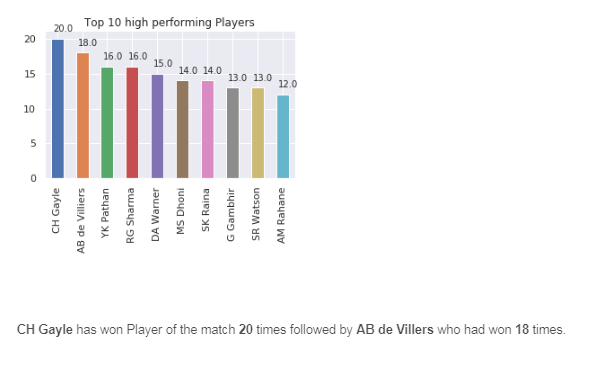 Top 10 high performing Players
20.0
18.0
16.0 16.0
15.0
14.0 14.0
13.0 13.0
12.0
20
15
10
5
0
CH Gayle
AB de Villiers
YK Pathan
RG Sharma
DA Warner
MS Dhoni
SK Raina
G Gambhir
SR Watson
AM Rahane
CH Gayle has won Player of the match 20 times followed by AB de Villers who had won 18 times.